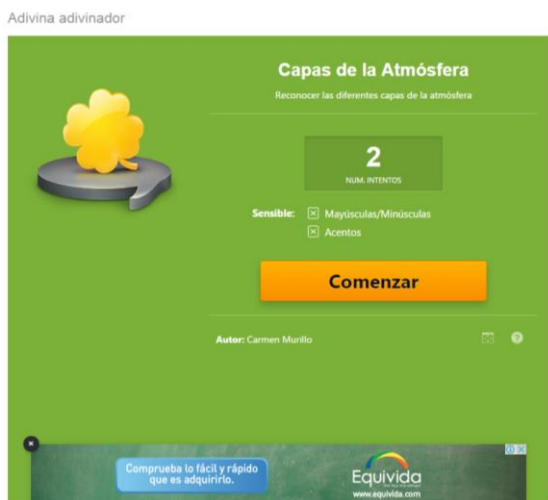 Adivina adivinador
Capas de la Atmósfera
Reconocer las diferentes capas de la atmósfera
2
NUM. INTENTOS
Sensible: Mayúsculas/Minúsculas
Acentos
Comenzar
Autor: Carmen Murillo
Comprueba lo fácil y rápido
que es adquirirlo.
Equivida
www.equivida.com